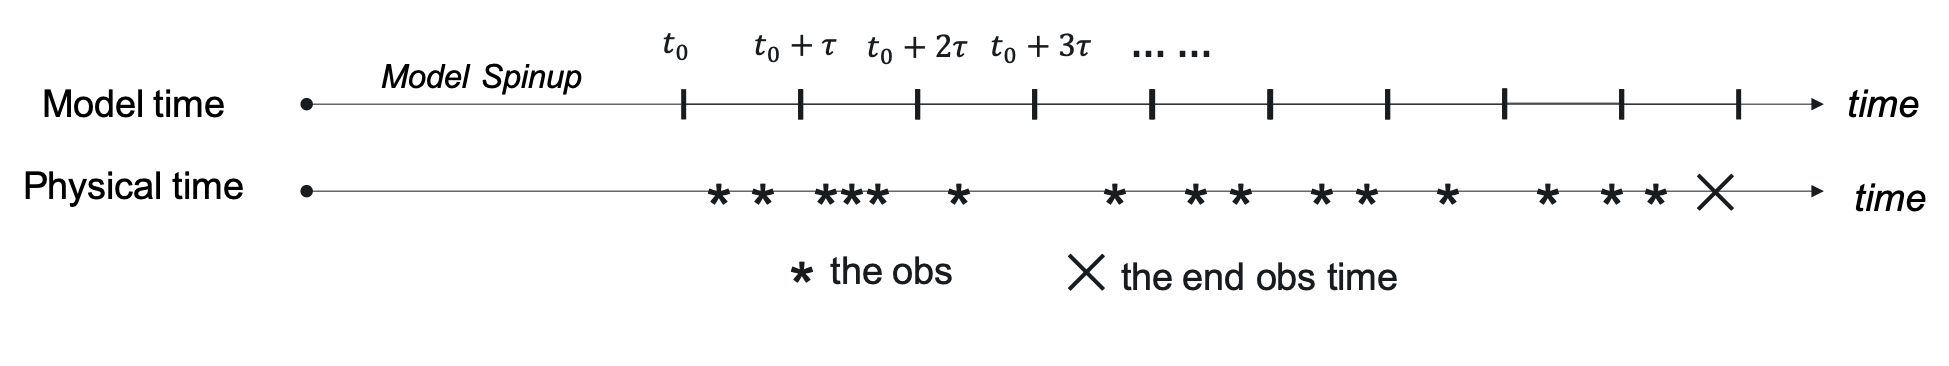 t₀ t₀ + τ t₀ + 2τ t₀ + 3τ ... ...
Model Spinup
Model time time
Physical time time
* the obs × the end obs time